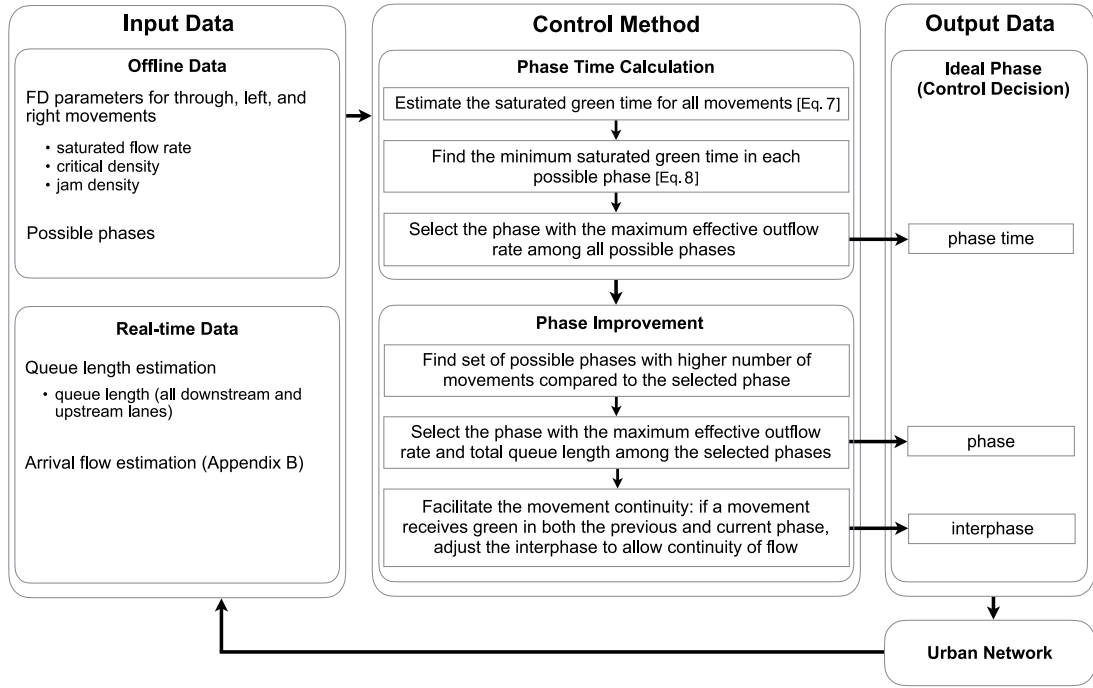 Input Data
Offline Data
FD parameters for through, left, and
right movements
• saturated flow rate
• critical density
• jam density
Possible phases
Real-time Data
Queue length estimation
• queue length (all downstream and
upstream lanes)
Arrival flow estimation (Appendix B)
Control Method
Phase Time Calculation
Estimate the saturated green time for all movements [Eq. 7]
Find the minimum saturated green time in each
possible phase [Eq. 8]
Select the phase with the maximum effective outflow
rate among all possible phases
Phase Improvement
Find set of possible phases with higher number of
movements compared to the selected phase
Select the phase with the maximum effective outflow
rate and total queue length among the selected phases
Facilitate the movement continuity: if a movement
receives green in both the previous and current phase,
adjust the interphase to allow continuity of flow
Output Data
Ideal Phase
(Control Decision)
phase time
phase
interphase
Urban Network